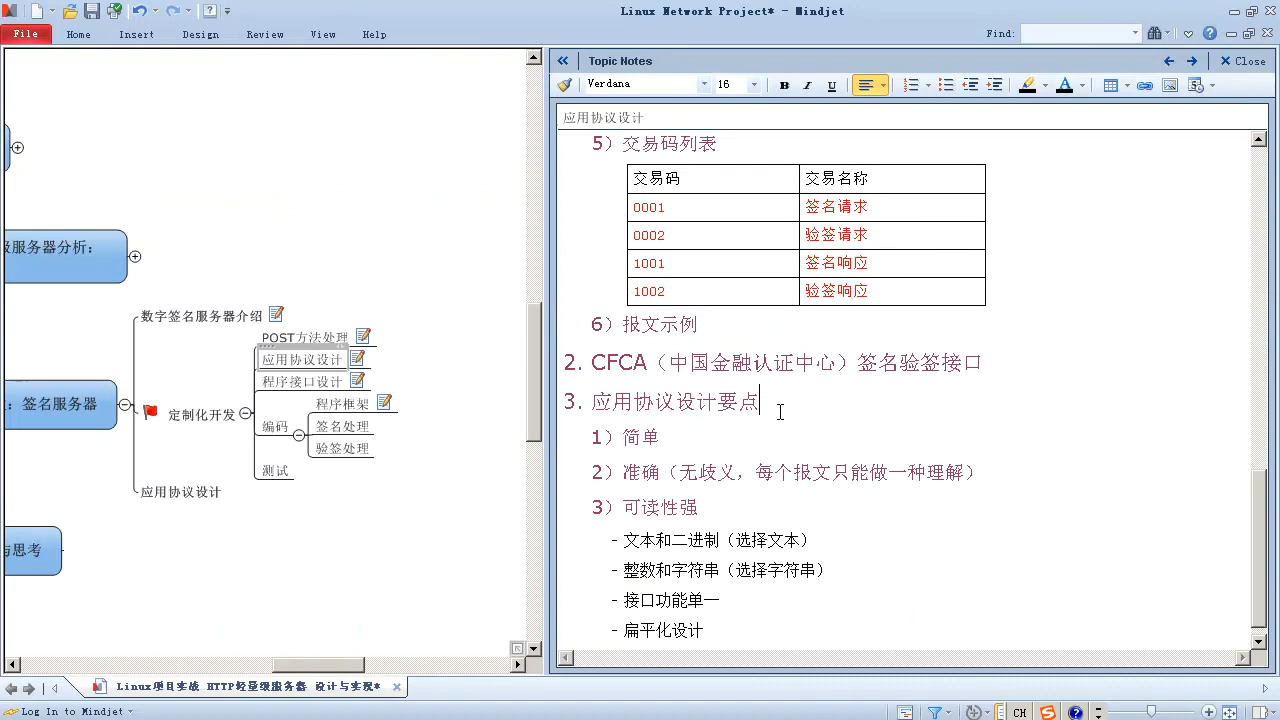 Linux Network Project* - Mindjet
File
Home
Insert
Design
Review
View
Help
Find:
级服务器分析:
数字签名服务器介绍
POST方法处理
应用协议设计
程序接口设计
: 签名服务器
定制化开发
程序框架
编码
签名处理
验签处理
测试
应用协议设计
与思考
Topic Notes
Close
Verdana
16
B I U
应用协议设计
5）交易码列表
交易码 交易名称
0001 签名请求
0002 验签请求
1001 签名响应
1002 验签响应
6）报文示例
2. CFCA（中国金融认证中心）签名验签接口
3. 应用协议设计要点
1）简单
2）准确（无歧义，每个报文只能做一种理解）
3）可读性强
- 文本和二进制（选择文本）
- 整数和字符串（选择字符串）
- 接口功能单一
- 扁平化设计
Linux项目实战 HTTP轻量级服务器 设计与实现*
Log In to Mindjet
CH